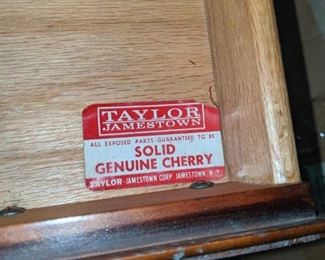 TAYLOR
JAMESTOWN
ALL EXPOSED PARTS GUARANTEED TO BE
SOLID
GENUINE CHERRY
TAYLOR-JAMESTOWN CORP. JAMESTOWN N.Y.